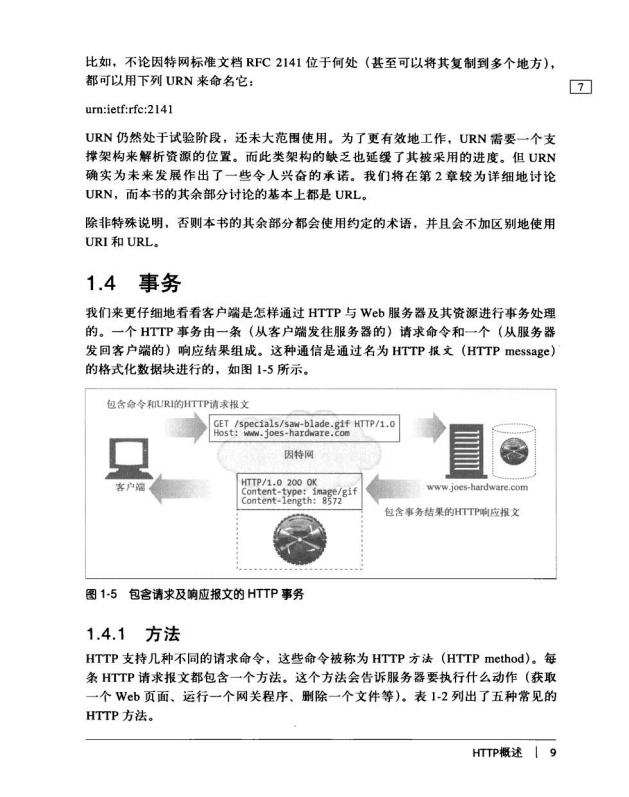 比如，不论因特网标准文档 RFC 2141 位于何处（甚至可以将其复制到多个地方），
都可以用下列 URN 来命名它：
7
urn:ietf:rfc:2141
URN 仍然处于试验阶段，还未大范围使用。为了更有效地工作，URN 需要一个支
撑架构来解析资源的位置。而此类架构的缺乏也延缓了其被采用的进度。但 URN
确实为未来发展作出了一些令人兴奋的承诺。我们将在第 2 章较为详细地讨论
URN，而本书的其余部分讨论的基本上都是 URL。
除非特殊说明，否则本书的其余部分都会使用约定的术语，并且会不加区别地使用
URI 和 URL。
1.4 事务
我们来更仔细地看看客户端是怎样通过 HTTP 与 Web 服务器及其资源进行事务处理
的。一个 HTTP 事务由一条（从客户端发往服务器的）请求命令和一个（从服务器
发回客户端的）响应结果组成。这种通信是通过名为 HTTP 报文（HTTP message）
的格式化数据块进行的，如图 1-5 所示。
包含命令和URI的HTTP请求报文
GET /specials/saw-blade.gif HTTP/1.0
Host: www.joes-hardware.com
因特网
客户端
HTTP/1.0 200 OK
Content-type: image/gif
Content-length: 8572
www.joes-hardware.com
包含事务结果的HTTP响应报文
图 1-5 包含请求及响应报文的 HTTP 事务
1.4.1 方法
HTTP 支持几种不同的请求命令，这些命令被称为 HTTP 方法（HTTP method）。每
条 HTTP 请求报文都包含一个方法。这个方法会告诉服务器要执行什么动作（获取
一个 Web 页面、运行一个网关程序、删除一个文件等）。表 1-2 列出了五种常见的
HTTP 方法。
HTTP概述 | 9